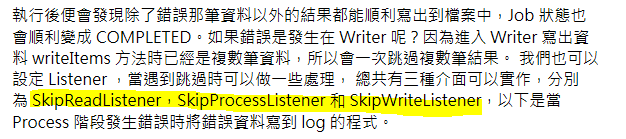 執行後便會發現除了錯誤那筆資料以外的結果都能順利寫出到檔案中，Job 狀態也
會順利變成 COMPLETED。如果錯誤是發生在 Writer 呢？因為進入 Writer 寫出資
料 writeItems 方法時已經是複數筆資料，所以會一次跳過複數筆結果。 我們也可以
設定 Listener ，當遇到跳過時可以做一些處理， 總共有三種介面可以實作，分別
為 SkipReadListener，SkipProcessListener 和 SkipWriteListener，以下是當
Process 階段發生錯誤時將錯誤資料寫到 log 的程式。